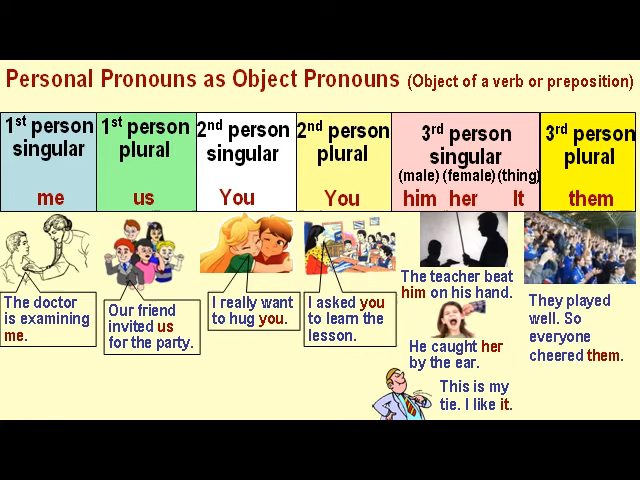 Personal Pronouns as Object Pronouns (Object of a verb or preposition)
1st person
singular
me
1st person
plural
us
2nd person
singular
You
2nd person
plural
You
3rd person
singular
(male) (female) (thing)
him her It
3rd person
plural
them
The doctor
is examining
me.
Our friend
invited us
for the party.
I really want
to hug you.
I asked you
to learn the
lesson.
The teacher beat
him on his hand.
He caught her
by the ear.
This is my
tie. I like it.
They played
well. So
everyone
cheered them.